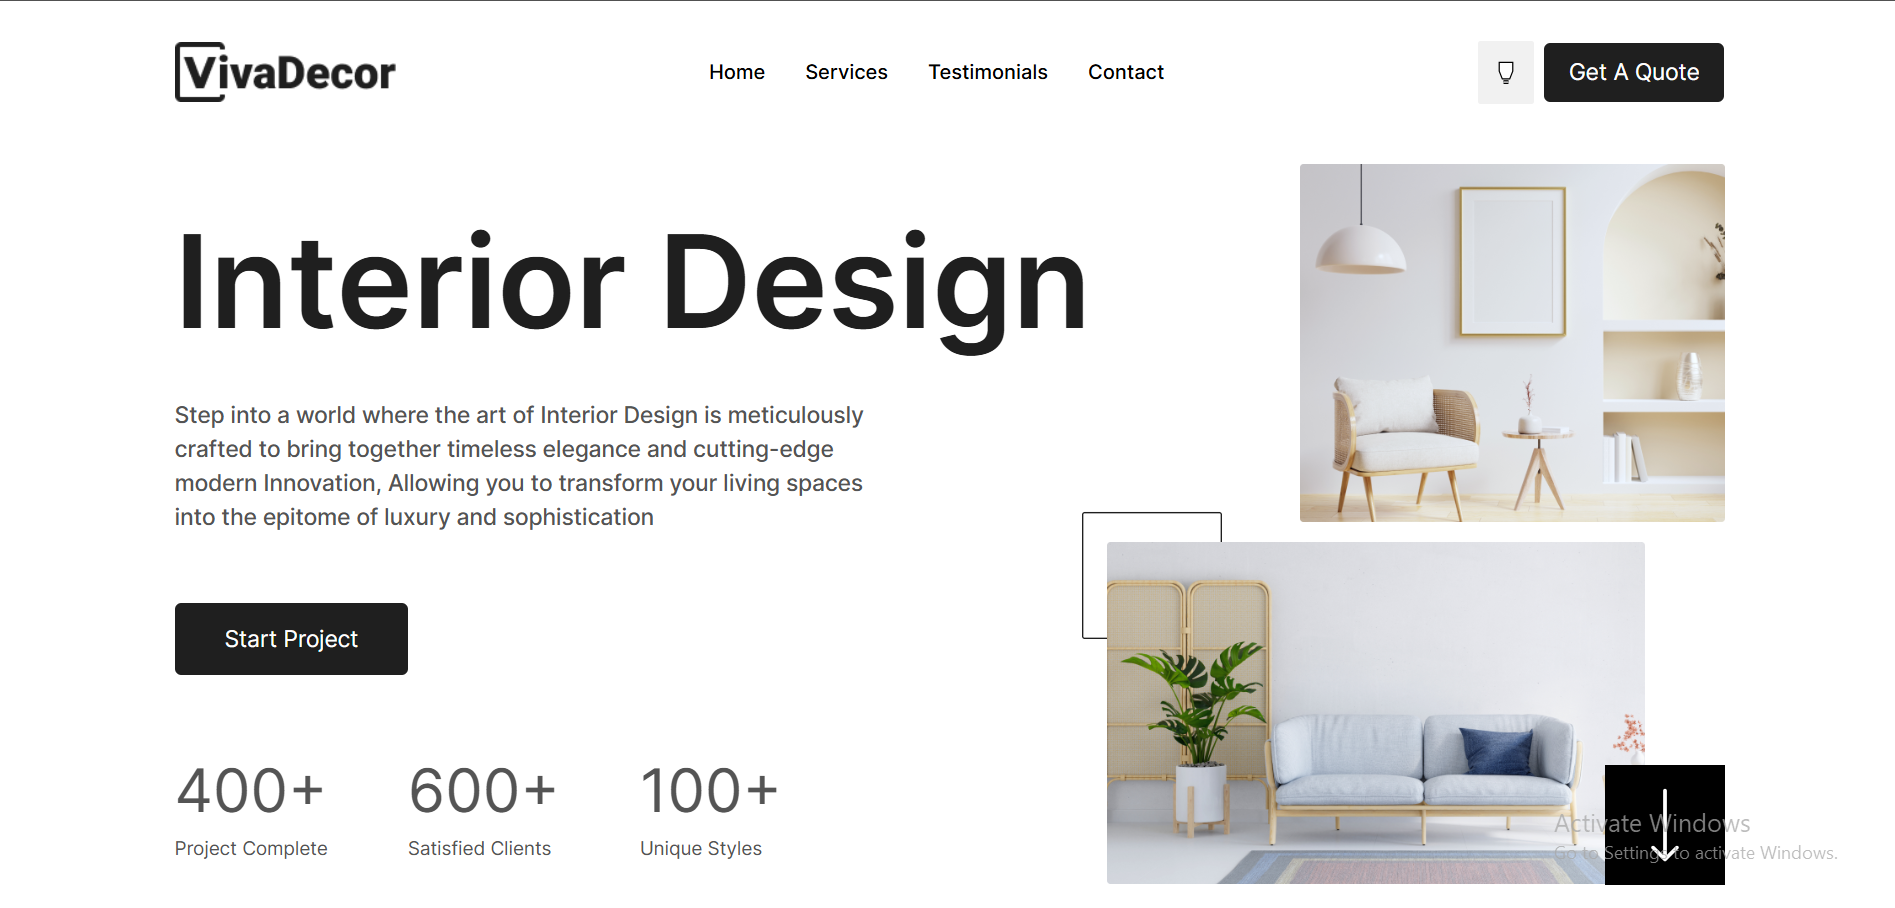 VivaDecor
Home
Services
Testimonials
Contact
Get A Quote
Interior Design
Step into a world where the art of Interior Design is meticulously
crafted to bring together timeless elegance and cutting-edge
modern Innovation, Allowing you to transform your living spaces
into the epitome of luxury and sophistication
Start Project
400+
Project Complete
600+
Satisfied Clients
100+
Unique Styles
Activate Windows
Go to Settings to activate Windows.